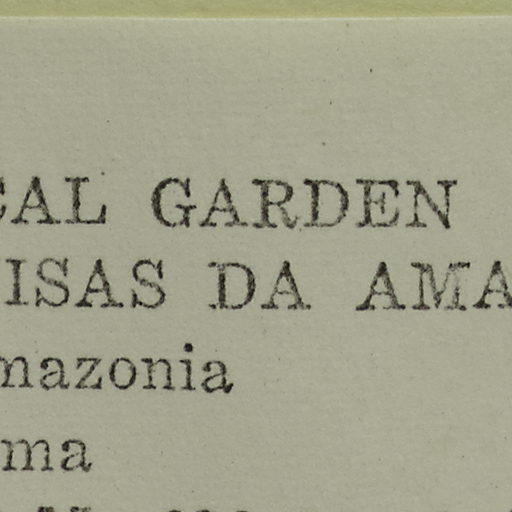 CAL GARDEN
ISAS DA AMA
mazonia
ma